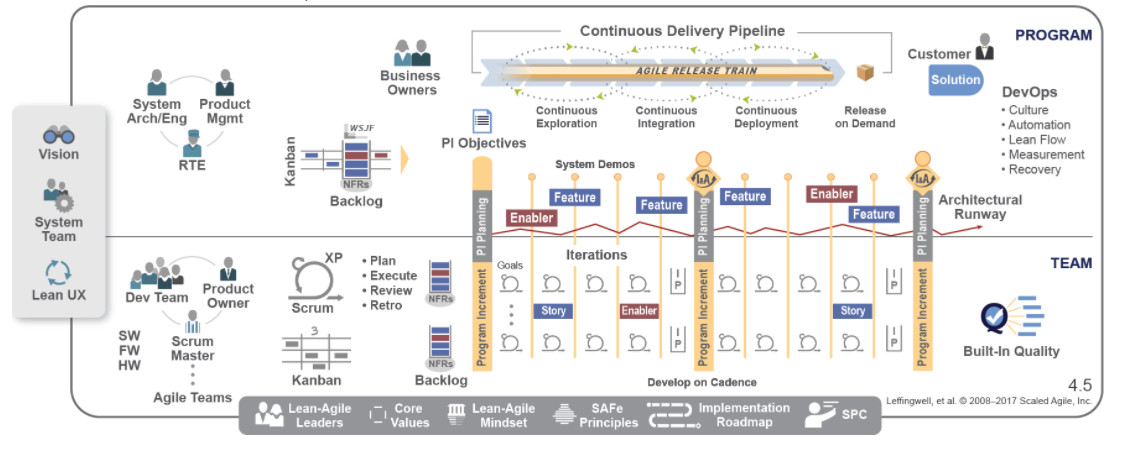 Continuous Delivery Pipeline
PROGRAM
Customer
Solution
AGILE RELEASE TRAIN
Business
Owners
System
Arch/Eng
Product
Mgmt
RTE
Continuous
Exploration
Continuous
Integration
Continuous
Deployment
Release
on Demand
DevOps
• Culture
• Automation
• Lean Flow
• Measurement
• Recovery
Vision
System
Team
Lean UX
Kanban
WSJF
NFRs
Backlog
PI Objectives
System Demos
I&A
I&A
Enabler
Feature
Feature
Feature
Enabler
Feature
Architectural
Runway
PI Planning
PI Planning
PI Planning
TEAM
Dev Team
Product
Owner
Scrum
Master
SW
FW
HW
Agile Teams
XP
Scrum
• Plan
• Execute
• Review
• Retro
3
Kanban
NFRs
NFRs
Backlog
Program Increment
Program Increment
Program Increment
Goals
Iterations
I P
I P
I P
I P
Story
Enabler
Story
Develop on Cadence
Built-In Quality
4.5
Leffingwell, et al. © 2008–2017 Scaled Agile, Inc.
Lean-Agile
Leaders
Core
Values
Lean-Agile
Mindset
SAFe
Principles
Implementation
Roadmap
SPC